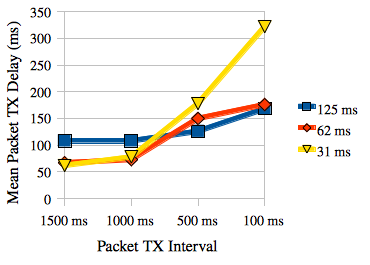 350
300
250
200
150
100
50
0
Mean Packet TX Delay (ms)
1500 ms 1000 ms 500 ms 100 ms
Packet TX Interval
125 ms
62 ms
31 ms